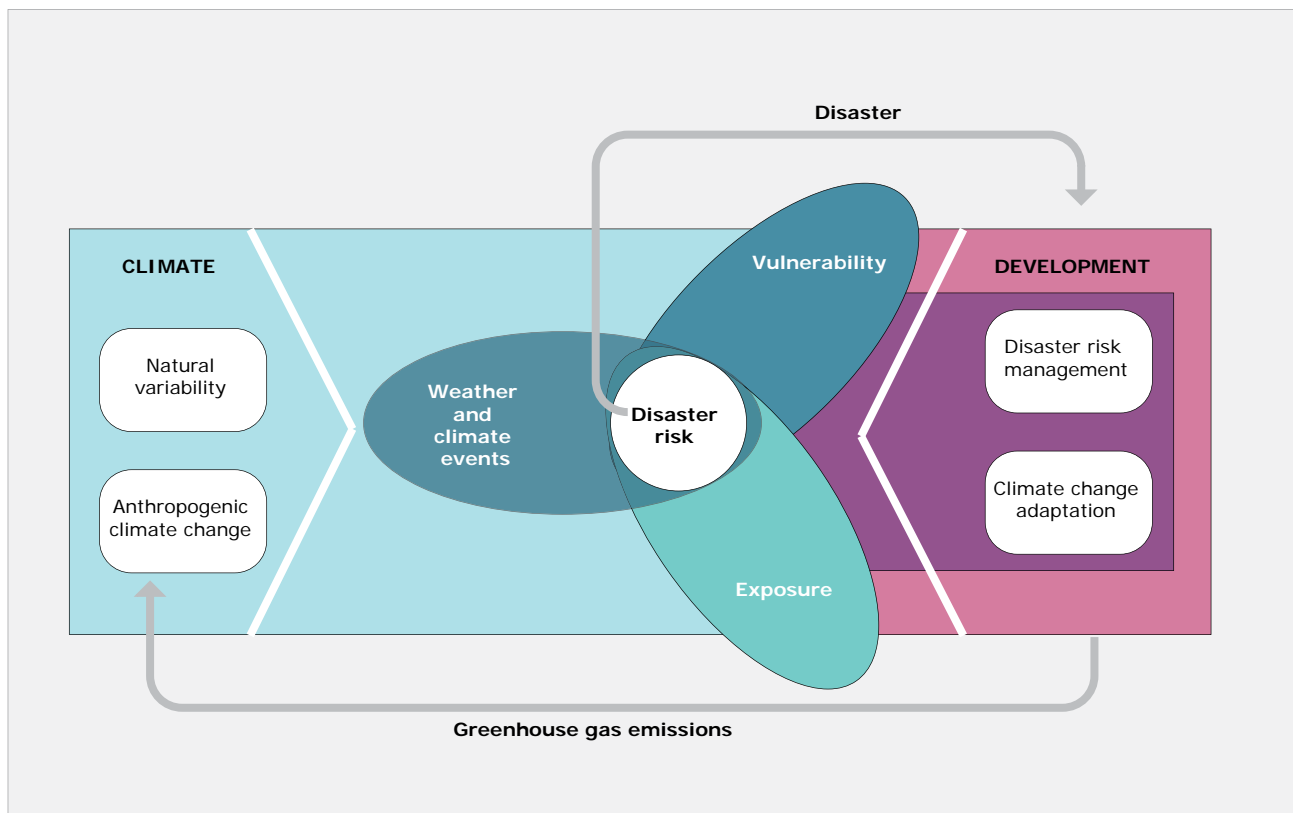 Disaster
CLIMATE
Natural
variability
Anthropogenic
climate change
Weather
and
climate
events
Disaster
risk
Vulnerability
Exposure
DEVELOPMENT
Disaster risk
management
Climate change
adaptation
Greenhouse gas emissions